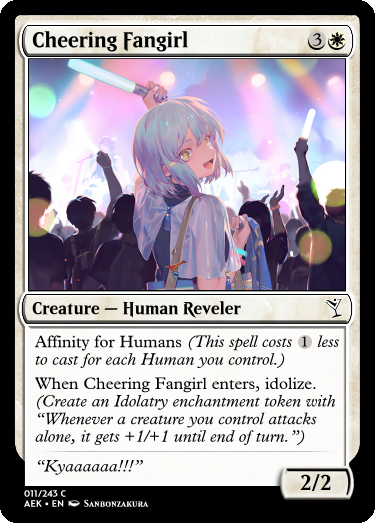 Cheering Fangirl 3
Creature — Human Reveler
Affinity for Humans (This spell costs 1 less
to cast for each Human you control.)
When Cheering Fangirl enters, idolize.
(Create an Idolatry enchantment token with
“Whenever a creature you control attacks
alone, it gets +1/+1 until end of turn.”)
“Kyaaaaaa!!!”
2/2
011/243 C
AEK • EN Sanbonzakura